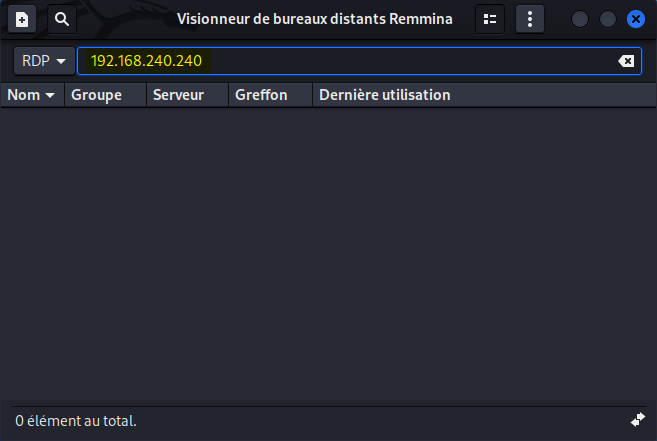 Visionneur de bureaux distants Remmina
RDP 192.168.240.240
Nom Groupe Serveur Greffon Dernière utilisation
0 élément au total.